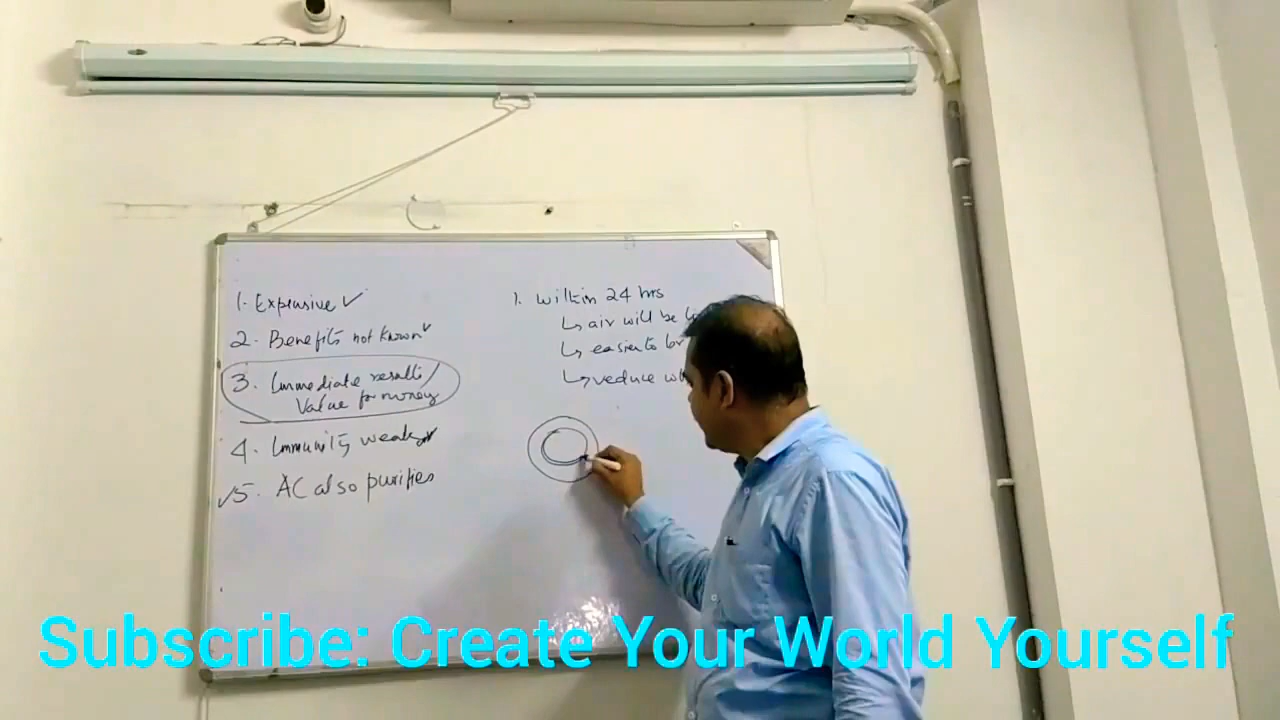 1. Expensive ✓
2. Benefits not known ✓
3. Immediate results/
Value for money
4. Immunity weak ✓
✓5. AC also purifies
1. Within 24 hrs
↳ air will be
↳ easier to
↳ reduce
Subscribe: Create Your World Yourself